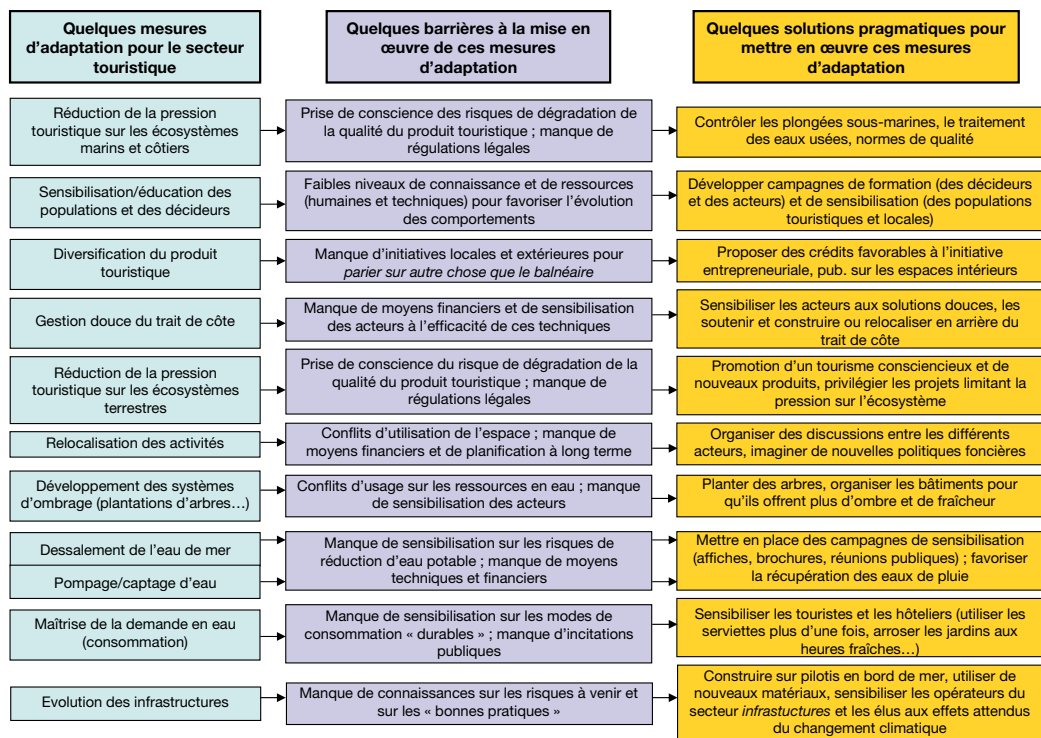 Quelques mesures
d'adaptation pour le secteur
touristique
Quelques barrières à la mise en
œuvre de ces mesures
d'adaptation
Quelques solutions pragmatiques pour
mettre en œuvre ces mesures
d'adaptation
Réduction de la pression
touristique sur les écosystèmes
marins et côtiers
Prise de conscience des risques de dégradation de
la qualité du produit touristique ; manque de
régulations légales
Contrôler les plongées sous-marines, le traitement
des eaux usées, normes de qualité
Sensibilisation/éducation des
populations et des décideurs
Faibles niveaux de connaissance et de ressources
(humaines et techniques) pour favoriser l'évolution
des comportements
Développer campagnes de formation (des décideurs
et des acteurs) et de sensibilisation (des populations
touristiques et locales)
Diversification du produit
touristique
Manque d'initiatives locales et extérieures pour
parier sur autre chose que le balnéaire
Proposer des crédits favorables à l'initiative
entrepreneuriale, pub. sur les espaces intérieurs
Gestion douce du trait de côte
Manque de moyens financiers et de sensibilisation
des acteurs à l'efficacité de ces techniques
Sensibiliser les acteurs aux solutions douces, les
soutenir et construire ou relocaliser en arrière du
trait de côte
Réduction de la pression
touristique sur les écosystèmes
terrestres
Prise de conscience du risque de dégradation de la
qualité du produit touristique ; manque de
régulations légales
Promotion d'un tourisme consciencieux et de
nouveaux produits, privilégier les projets limitant la
pression sur l'écosystème
Relocalisation des activités
Conflits d'utilisation de l'espace ; manque de
moyens financiers et de planification à long terme
Organiser des discussions entre les différents
acteurs, imaginer de nouvelles politiques foncières
Développement des systèmes
d'ombrage (plantations d'arbres…)
Conflits d'usage sur les ressources en eau ; manque
de sensibilisation des acteurs
Planter des arbres, organiser les bâtiments pour
qu'ils offrent plus d'ombre et de fraîcheur
Dessalement de l'eau de mer
Pompage/captage d'eau
Manque de sensibilisation sur les risques de
réduction d'eau potable ; manque de moyens
techniques et financiers
Mettre en place des campagnes de sensibilisation
(affiches, brochures, réunions publiques) ; favoriser
la récupération des eaux de pluie
Maîtrise de la demande en eau
(consommation)
Manque de sensibilisation sur les modes de
consommation « durables » ; manque d'incitations
publiques
Sensibiliser les touristes et les hôteliers (utiliser les
serviettes plus d'une fois, arroser les jardins aux
heures fraîches…)
Evolution des infrastructures
Manque de connaissances sur les risques à venir et
sur les « bonnes pratiques »
Construire sur pilotis en bord de mer, utiliser de
nouveaux matériaux, sensibiliser les opérateurs du
secteur infastuctures et les élus aux effets attendus
du changement climatique